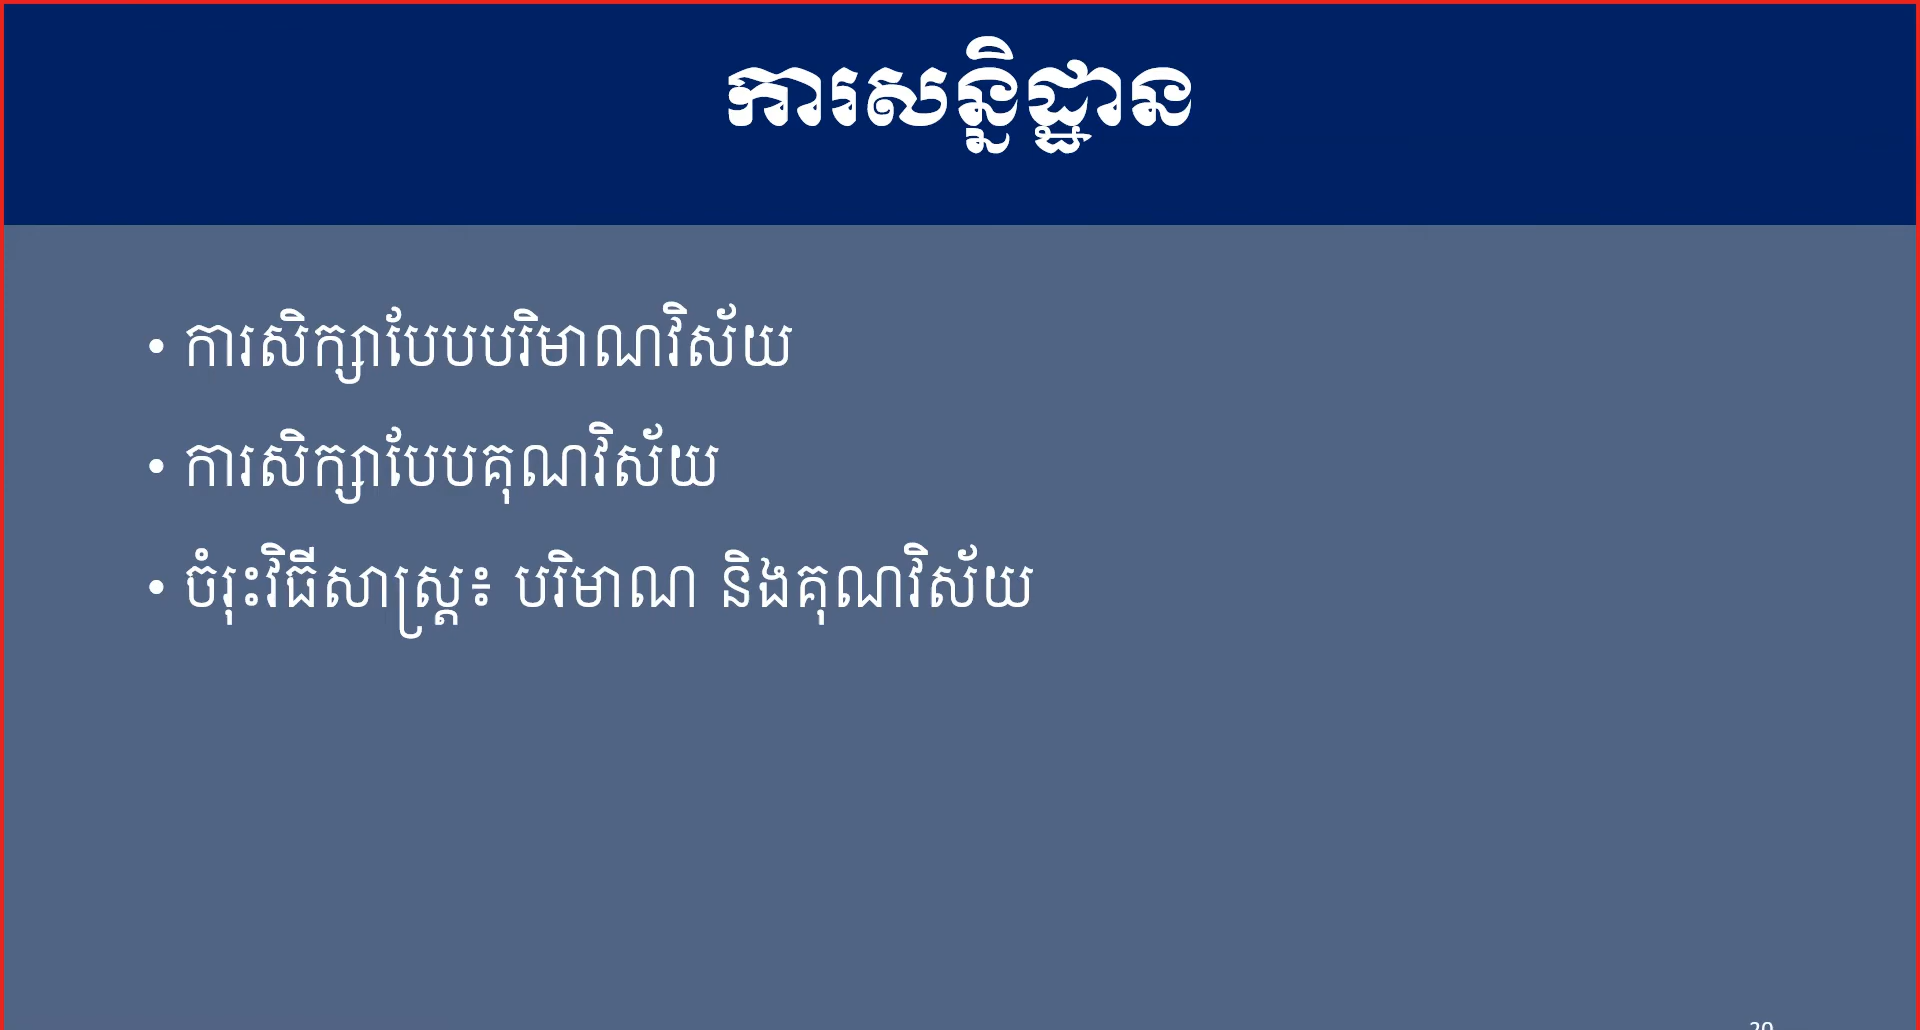 ការសន្និដ្ឋាន
• ការសិក្សាបែបបរិមាណវិស័យ
• ការសិក្សាបែបគុណវិស័យ
• ចំរុះវិធីសាស្ត្រ៖ បរិមាណ និងគុណវិស័យ